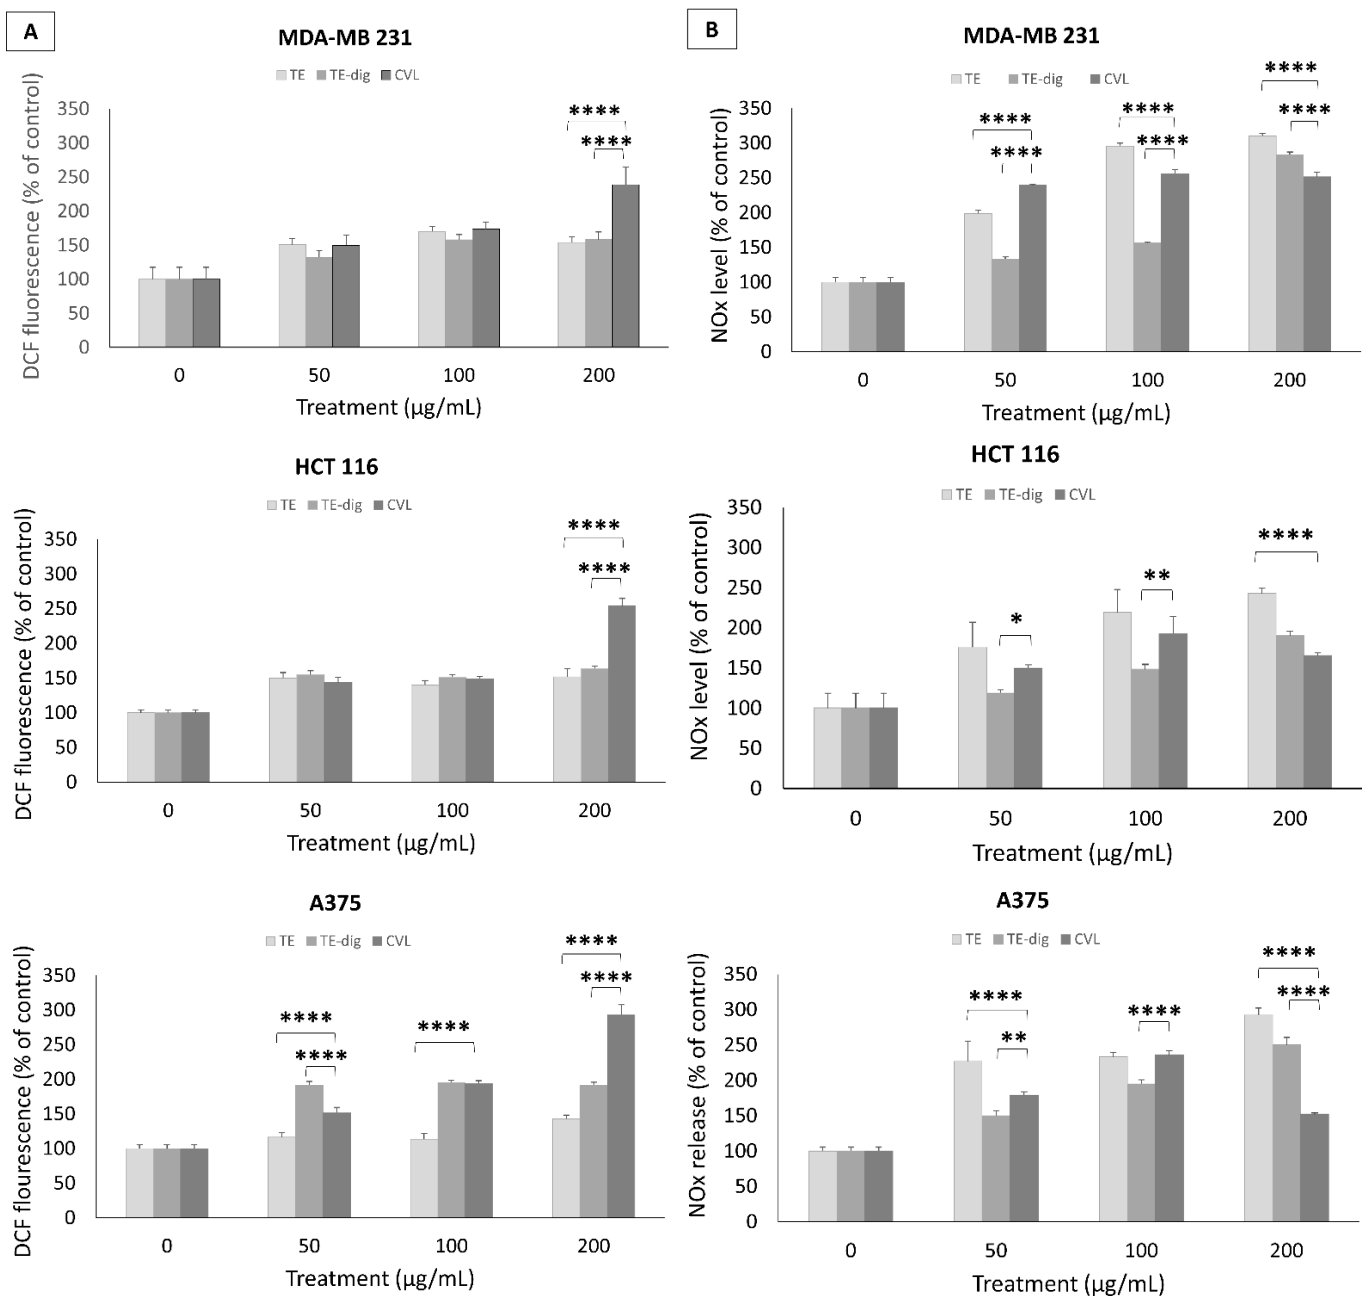 A
MDA-MB 231
TE TE-dig CVL
DCF fluorescence (% of control)
350
300
250
200
150
100
50
0
****
****
0 50 100 200
Treatment (µg/mL)
HCT 116
TE TE-dig CVL
DCF fluorescence (% of control)
350
300
250
200
150
100
50
0
****
****
0 50 100 200
Treatment (µg/mL)
A375
TE TE-dig CVL
DCF flourescence (% of control)
350
300
250
200
150
100
50
0
****
****
****
****
****
0 50 100 200
Treatment (µg/mL)
B
MDA-MB 231
TE TE-dig CVL
NOx level (% of control)
350
300
250
200
150
100
50
0
****
****
****
****
****
****
0 50 100 200
Treatment (µg/mL)
HCT 116
TE TE-dig CVL
NOx level (% of control)
350
300
250
200
150
100
50
0
*
**
****
0 50 100 200
Treatment (µg/mL)
A375
TE TE-dig CVL
NOx release (% of control)
350
300
250
200
150
100
50
0
****
**
****
****
****
0 50 100 200
Treatment (µg/mL)